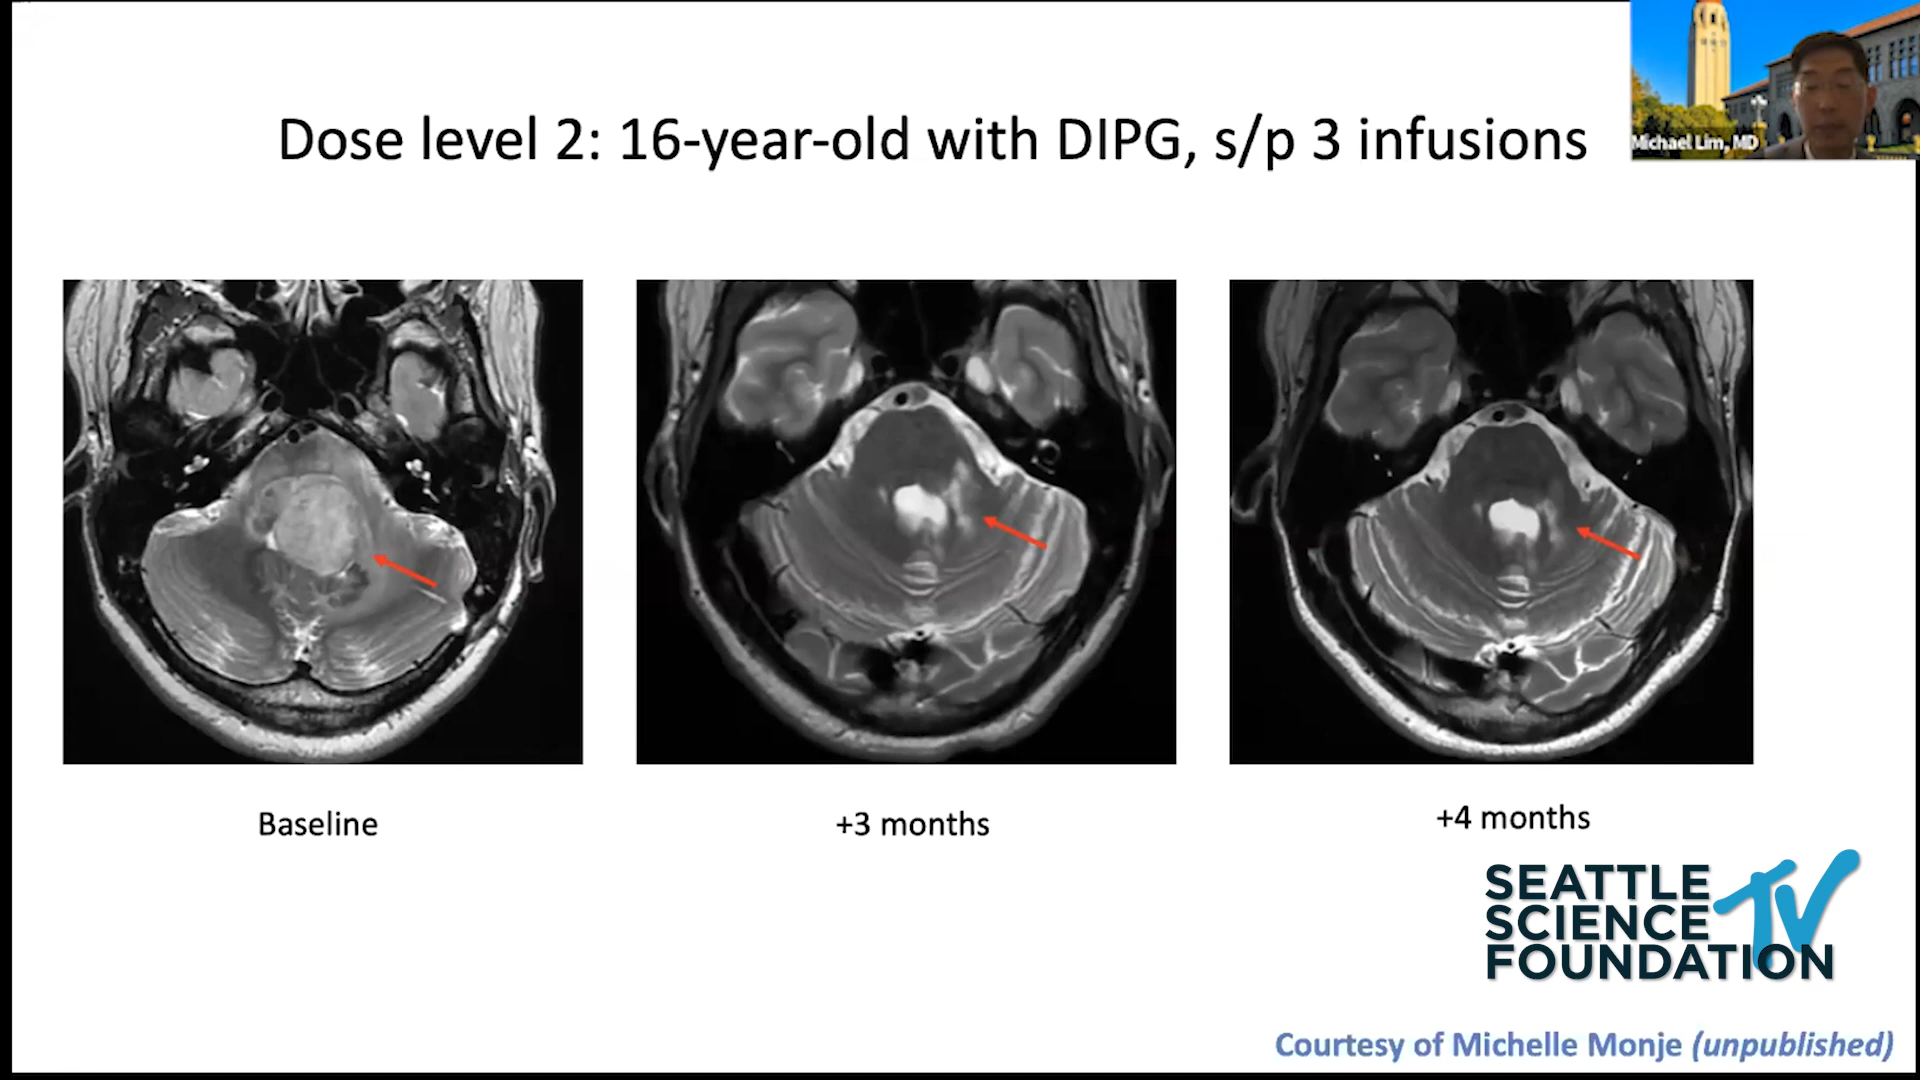 Michael Lim, MD
Dose level 2: 16-year-old with DIPG, s/p 3 infusions
Baseline
+3 months
+4 months
SEATTLE
SCIENCE
FOUNDATION
TV
Courtesy of Michelle Monje (unpublished)